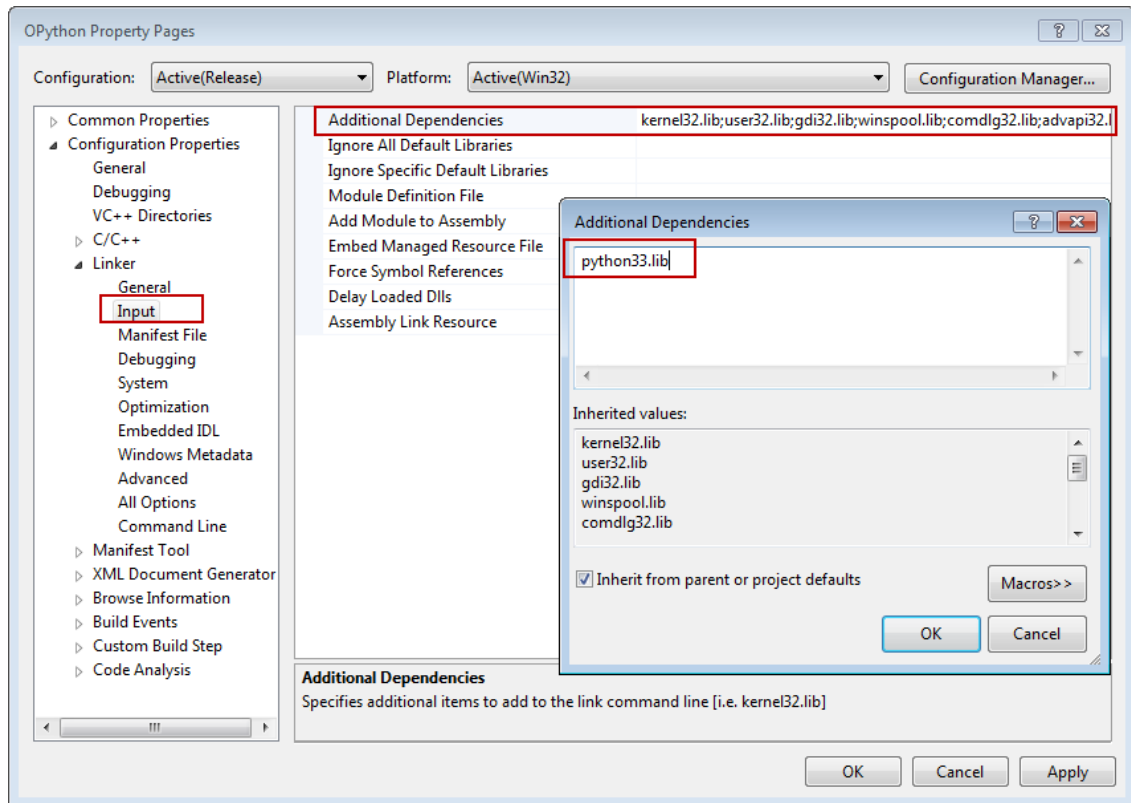 OPython Property Pages
Configuration: Active(Release) Platform: Active(Win32) Configuration Manager...
Common Properties
Configuration Properties
General
Debugging
VC++ Directories
C/C++
Linker
General
Input
Manifest File
Debugging
System
Optimization
Embedded IDL
Windows Metadata
Advanced
All Options
Command Line
Manifest Tool
XML Document Generator
Browse Information
Build Events
Custom Build Step
Code Analysis
Additional Dependencies kernel32.lib;user32.lib;gdi32.lib;winspool.lib;comdlg32.lib;advapi32.l
Ignore All Default Libraries
Ignore Specific Default Libraries
Module Definition File
Add Module to Assembly
Embed Managed Resource File
Force Symbol References
Delay Loaded Dlls
Assembly Link Resource
Additional Dependencies
python33.lib
Inherited values:
kernel32.lib
user32.lib
gdi32.lib
winspool.lib
comdlg32.lib
Inherit from parent or project defaults
Macros>>
OK Cancel
Additional Dependencies
Specifies additional items to add to the link command line [i.e. kernel32.lib]
OK Cancel Apply